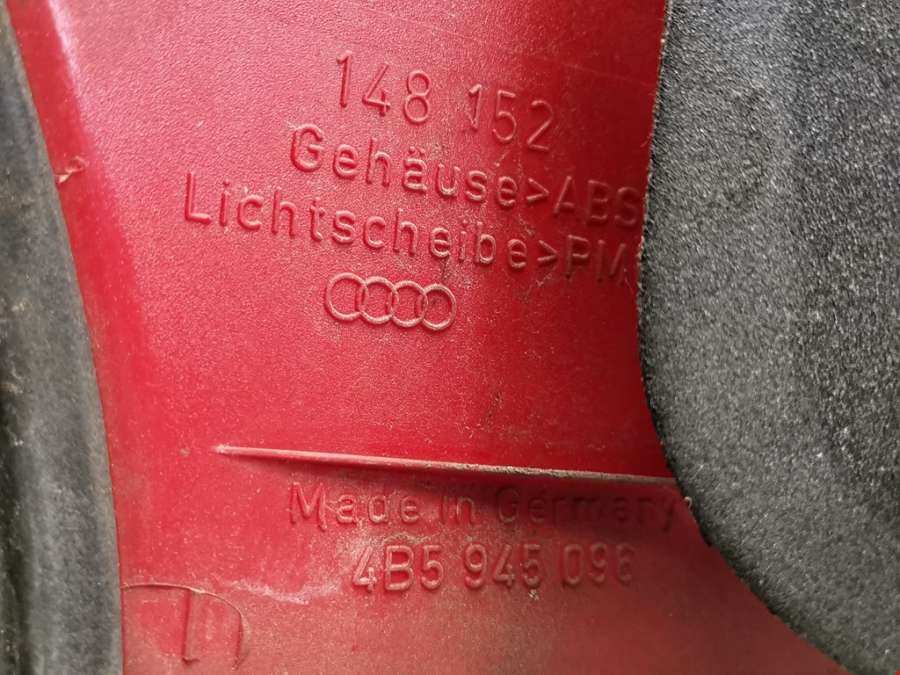 148 152
Gehäuse>ABS
Lichtscheibe>PM
Made in Germany
4B5 945 096